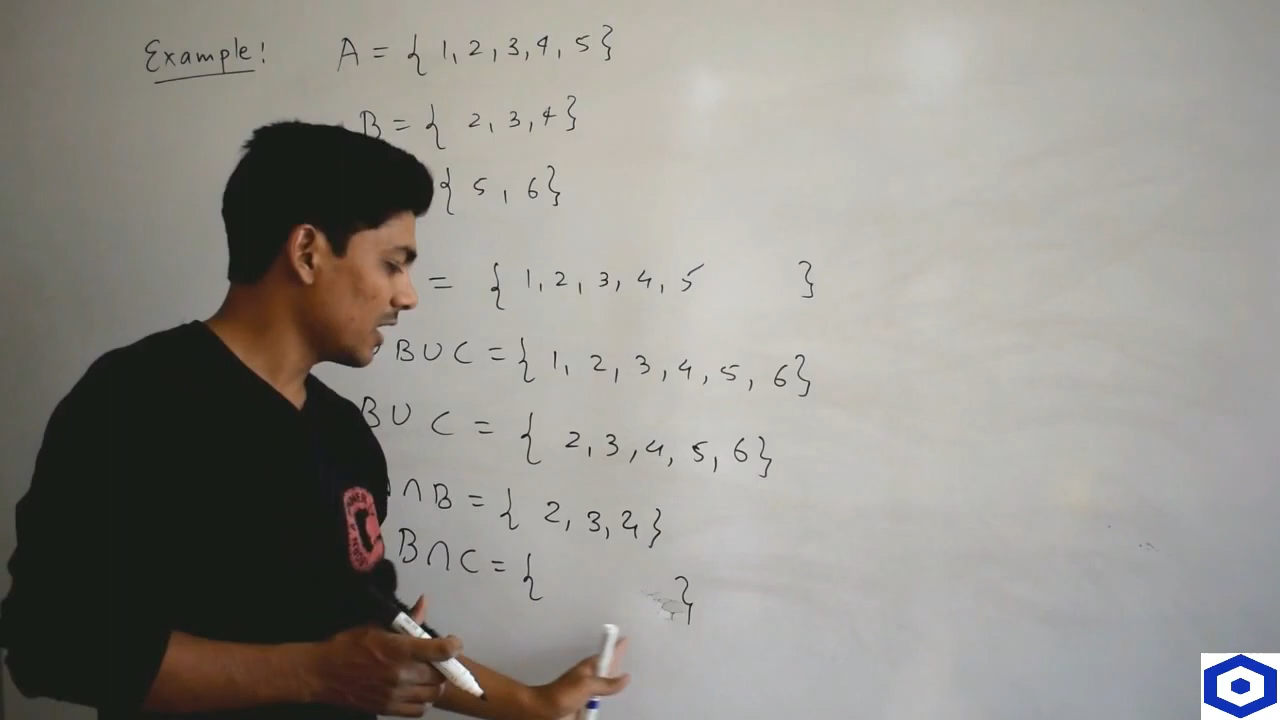 Example! A = { 1, 2, 3, 4, 5 }
B = { 2, 3, 4 }
{ 5, 6 }
= { 1, 2, 3, 4, 5 }
B ∪ C = { 1, 2, 3, 4, 5, 6 }
B ∪ C = { 2, 3, 4, 5, 6 }
∩ B = { 2, 3, 4 }
B ∩ C = { }